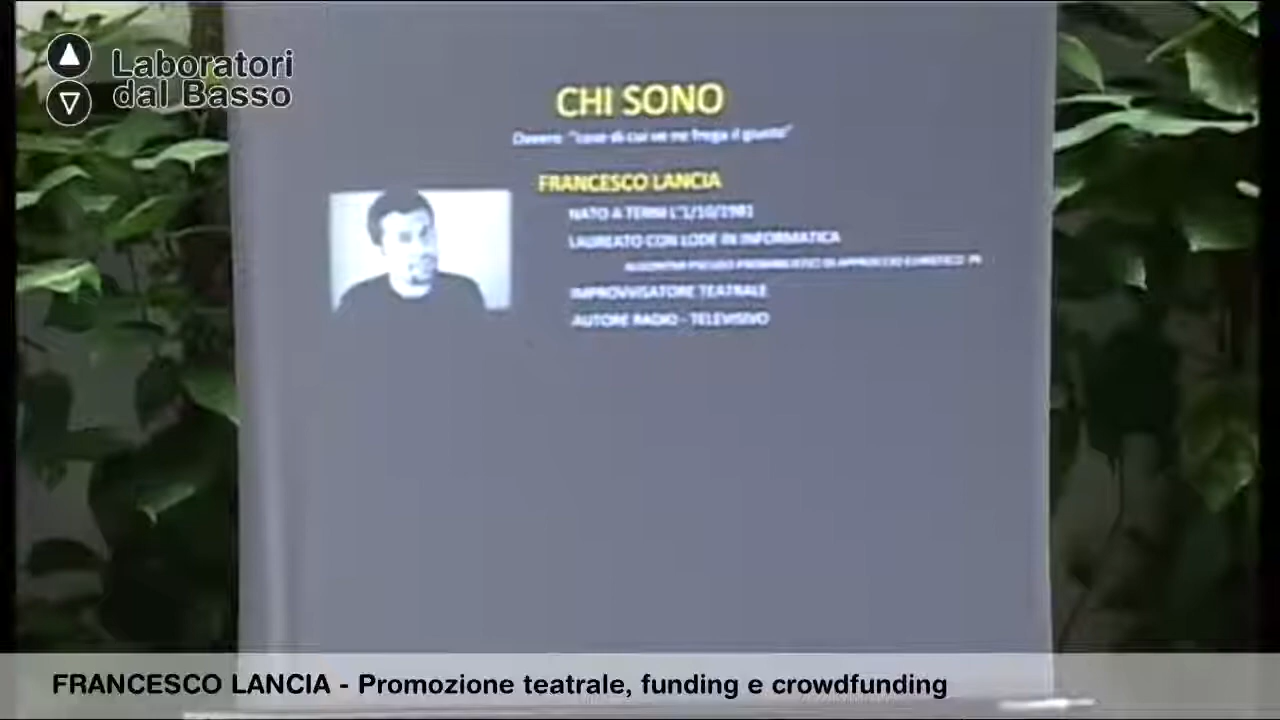 Laboratori
dal Basso
CHI SONO
Ovvero: "cose di cui ve ne frega il giusto"
FRANCESCO LANCIA
NATO A TERNI L'1/10/1981
LAUREATO CON LODE IN INFORMATICA
IMPROVVISATORE TEATRALE
AUTORE RADIO - TELEVISIVO
FRANCESCO LANCIA - Promozione teatrale, funding e crowdfunding